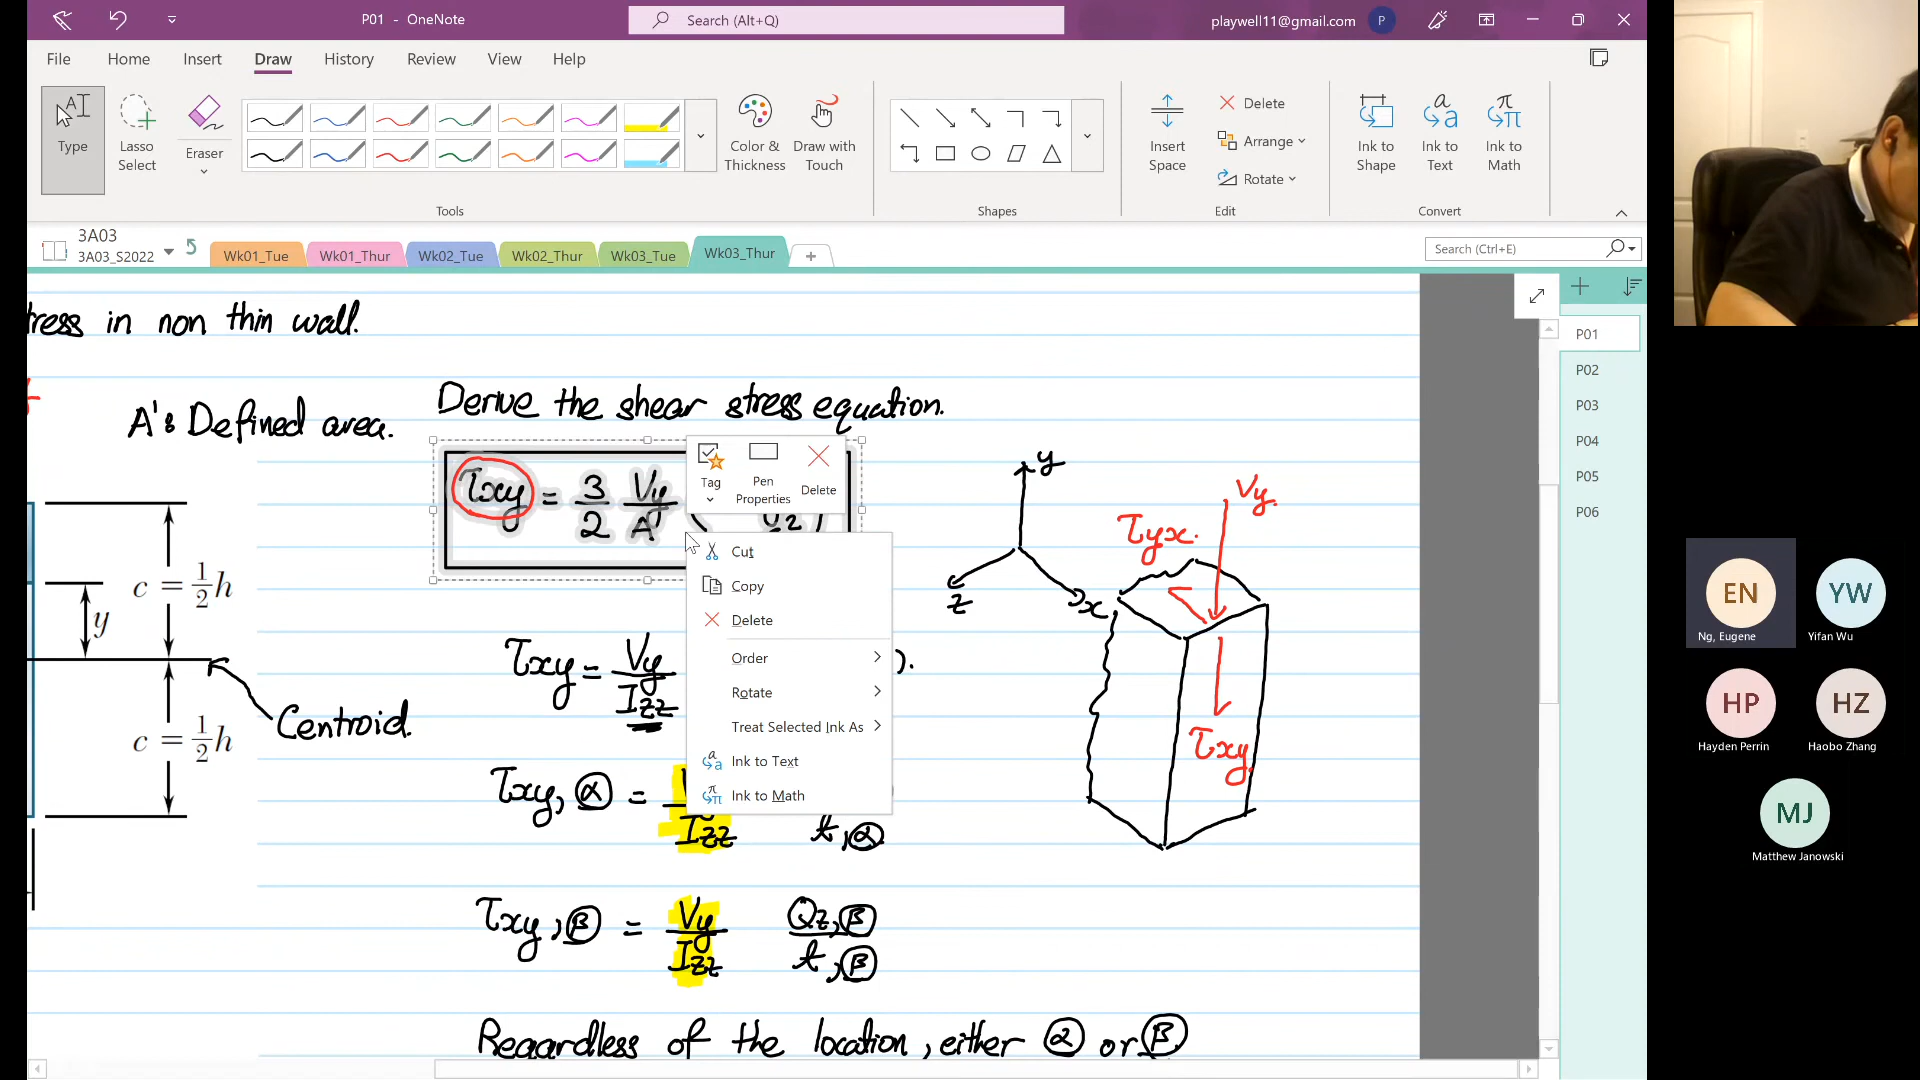 P01 - OneNote
Search (Alt+Q)
playwell11@gmail.com
P
File Home Insert Draw History Review View Help
Type
Lasso Select
Eraser
Color & Thickness
Draw with Touch
Insert Space
Delete
Arrange
Rotate
Ink to Shape
Ink to Text
Ink to Math
Tools
Shapes
Edit
Convert
3A03
3A03_S2022
Wk01_Tue
Wk01_Thur
Wk02_Tue
Wk02_Thur
Wk03_Tue
Wk03_Thur
Search (Ctrl+E)
P01
P02
P03
P04
P05
P06
tress in non thin wall.
A's Defined area.
Derive the shear stress equation.
τxy = 3/2 Vy/A (
Tag
Pen Properties
Delete
Cut
Copy
Delete
Order
Rotate
Treat Selected Ink As
Ink to Text
Ink to Math
c = 1/2 h
y
c = 1/2 h
Centroid.
τxy = Vy/Izz
).
τxy, α =
Izz
t, α
τxy, β = Vy/Izz Qz, β / t, β
Regardless of the location, either α or β
y
z
x
Vy.
τyx.
τxy.
EN
Ng, Eugene
YW
Yifan Wu
HP
Hayden Perrin
HZ
Haobo Zhang
MJ
Matthew Janowski